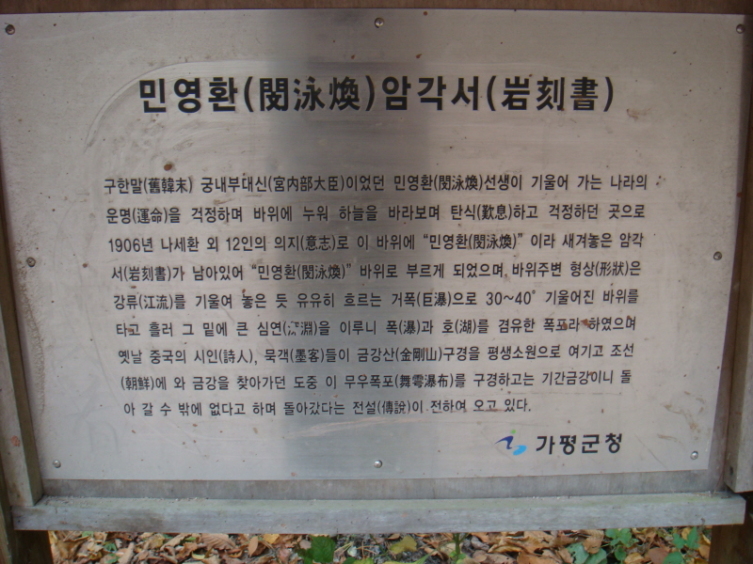 민영환(閔泳煥)암각서(岩刻書)
구한말(舊韓末) 궁내부대신(宮内部大臣)이었던 민영환(閔泳煥)선생이 기울어 가는 나라의
운명(運命)을 걱정하며 바위에 누워 하늘을 바라보며 탄식(歎息)하고 걱정하던 곳으로
1906년 나세환 외 12인의 의지(意志)로 이 바위에 “민영환(閔泳煥)” 이라 새겨놓은 암각
서(岩刻書)가 남아있어 “민영환(閔泳煥)” 바위로 부르게 되었으며, 바위주변 형상(形狀)은
강류(江流)를 기울여 놓은 듯 유유히 흐르는 거폭(巨瀑)으로 30~40° 기울어진 바위를
타고 흘러 그 밑에 큰 심연(淵)을 이루니 폭(瀑)과 호(湖)를 겸유한 폭포라 하였으며
옛날 중국의 시인(詩人), 묵객(墨客)들이 금강산(金剛山)구경을 평생소원으로 여기고 조선
(朝鮮)에 와 금강을 찾아가던 도중 이 무우폭포(舞雩瀑布)를 구경하고는 기간금강이니 돌
아 갈 수 밖에 없다고 하며 돌아갔다는 전설(傳說)이 전하여 오고 있다.
가평군청